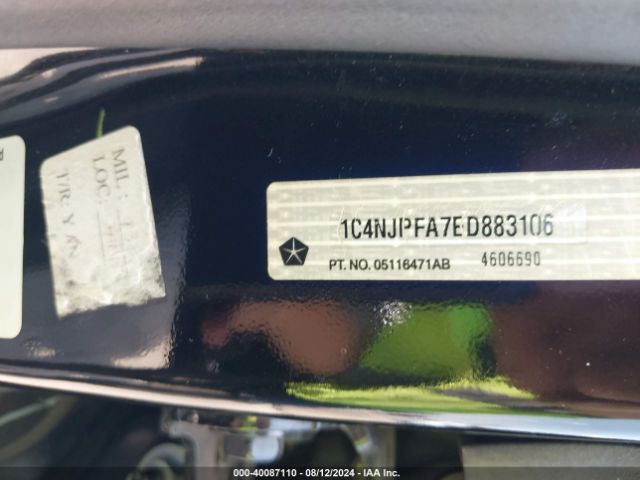 MIL:
LOC
T/R Y
1C4NJPFA7ED883106
PT. NO. 05116471AB 4606690
000-40087110 - 08/12/2024 - IAA Inc.